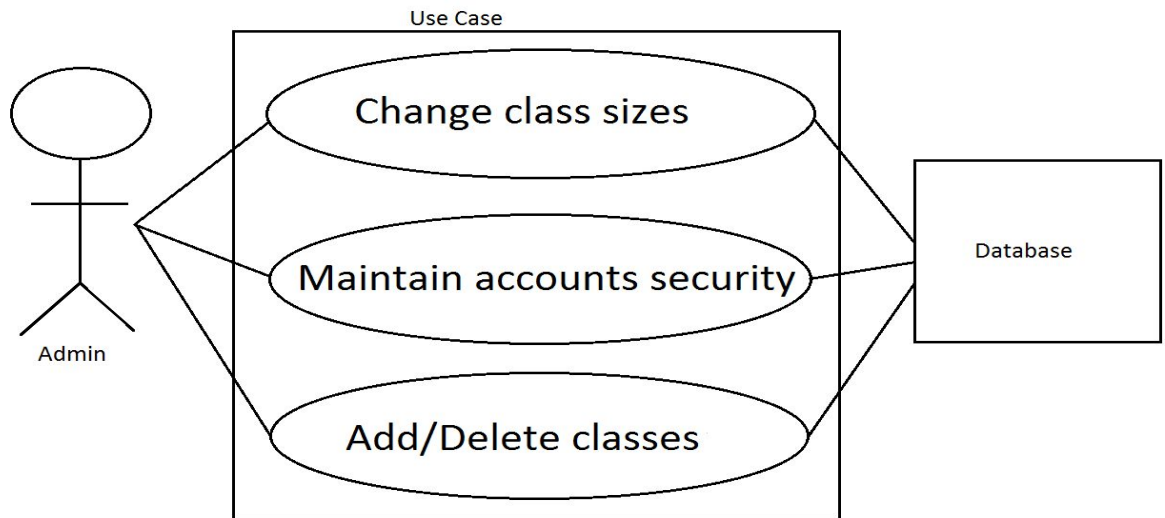 Use Case
Change class sizes
Maintain accounts security
Add/Delete classes
Admin
Database